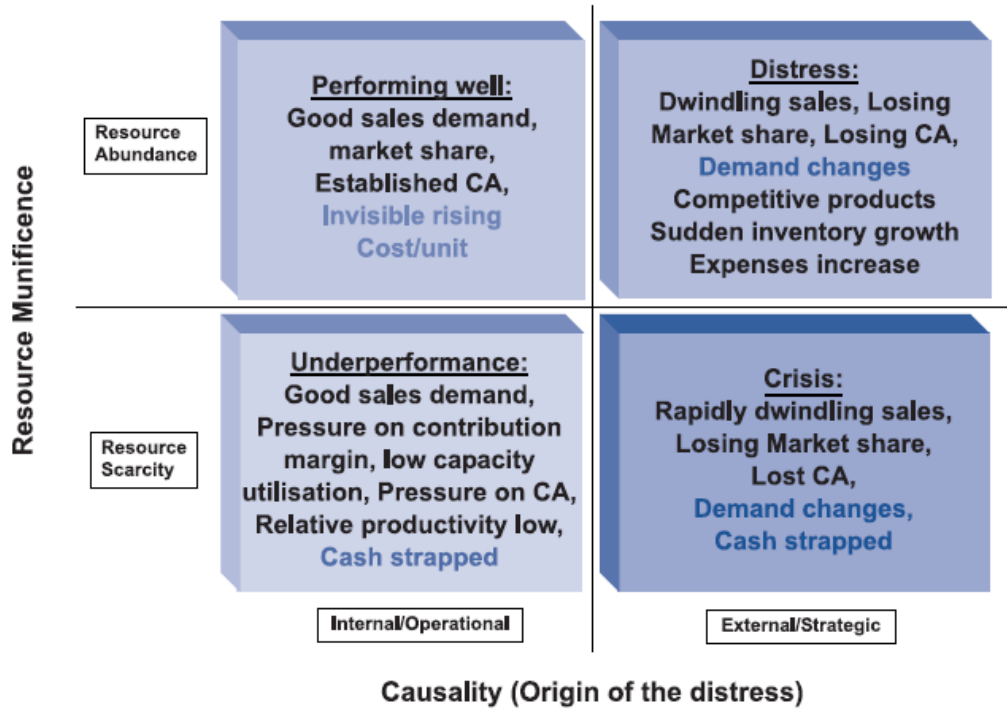 Resource Munificence
Resource
Abundance
Performing well:
Good sales demand,
market share,
Established CA,
Invisible rising
Cost/unit
Distress:
Dwindling sales, Losing
Market share, Losing CA,
Demand changes
Competitive products
Sudden inventory growth
Expenses increase
Resource
Scarcity
Underperformance:
Good sales demand,
Pressure on contribution
margin, low capacity
utilisation, Pressure on CA,
Relative productivity low,
Cash strapped
Crisis:
Rapidly dwindling sales,
Losing Market share,
Lost CA,
Demand changes,
Cash strapped
Internal/Operational
External/Strategic
Causality (Origin of the distress)